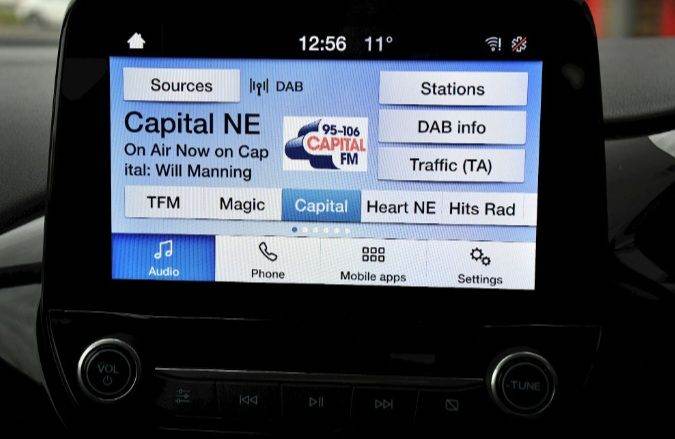 12:56 11°
Sources DAB Stations
Capital NE
95-106
CAPITAL
FM
DAB info
On Air Now on Cap
ital: Will Manning
Traffic (TA)
TFM Magic Capital Heart NE Hits Rad
Audio Phone Mobile apps Settings
VOL
-TUNE